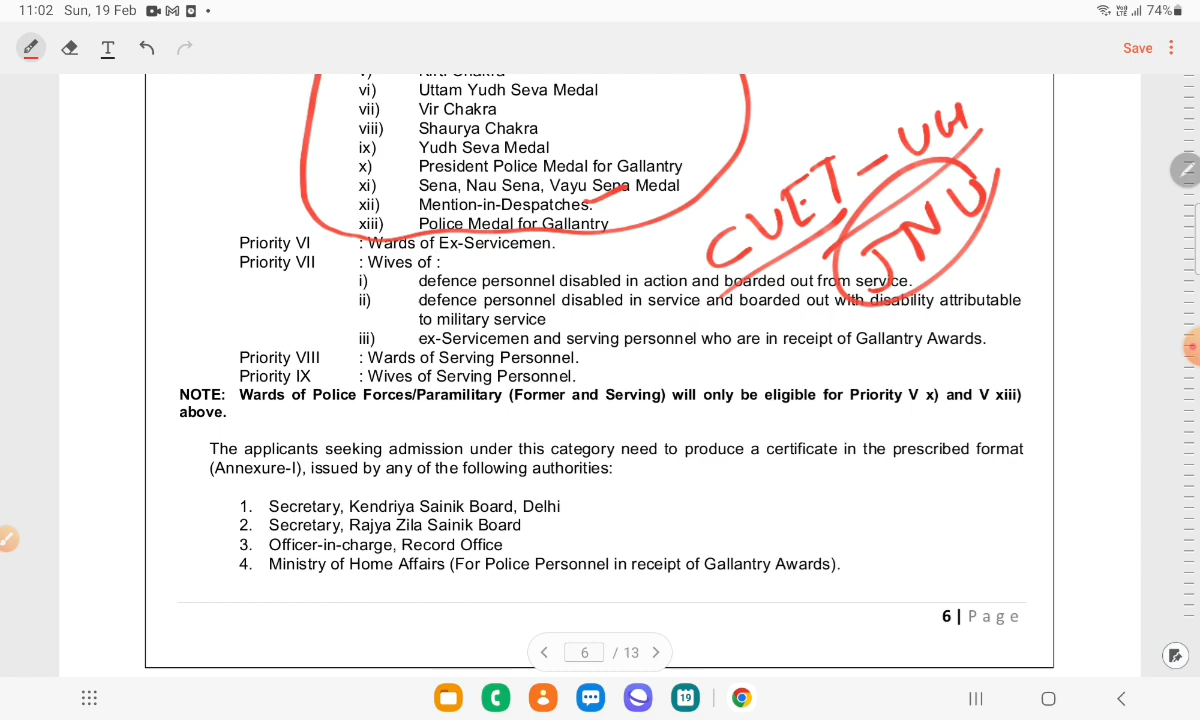 11:02 Sun, 19 Feb
74%
T
Save
vi) Uttam Yudh Seva Medal
vii) Vir Chakra
viii) Shaurya Chakra
ix) Yudh Seva Medal
x) President Police Medal for Gallantry
xi) Sena, Nau Sena, Vayu Sena Medal
xii) Mention-in-Despatches.
xiii) Police Medal for Gallantry
CUET - UG
JNU
Priority VI : Wards of Ex-Servicemen.
Priority VII : Wives of :
i) defence personnel disabled in action and boarded out from service.
ii) defence personnel disabled in service and boarded out with disability attributable
to military service
iii) ex-Servicemen and serving personnel who are in receipt of Gallantry Awards.
Priority VIII : Wards of Serving Personnel.
Priority IX : Wives of Serving Personnel.
NOTE: Wards of Police Forces/Paramilitary (Former and Serving) will only be eligible for Priority V x) and V xiii)
above.
The applicants seeking admission under this category need to produce a certificate in the prescribed format
(Annexure-I), issued by any of the following authorities:
1. Secretary, Kendriya Sainik Board, Delhi
2. Secretary, Rajya Zila Sainik Board
3. Officer-in-charge, Record Office
4. Ministry of Home Affairs (For Police Personnel in receipt of Gallantry Awards).
6 | Page
6 / 13
19